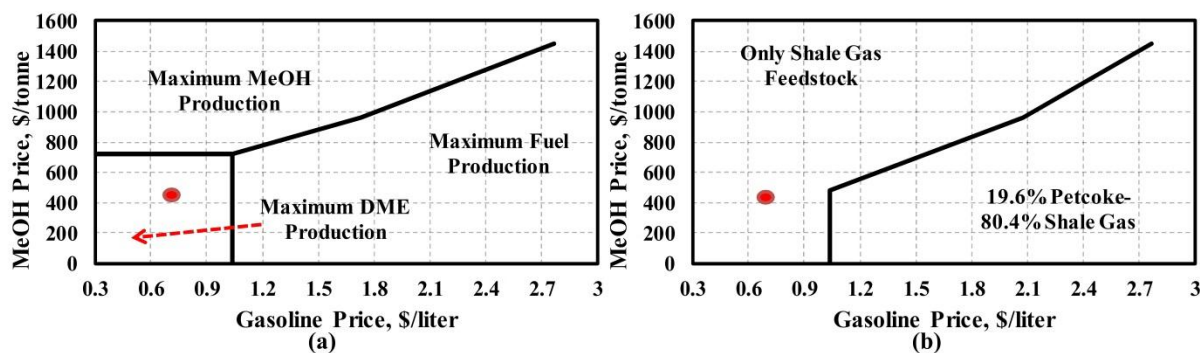 MeOH Price, $/tonne
1600
1400
1200
1000
800
600
400
200
0
Maximum MeOH
Production
Maximum Fuel
Production
Maximum DME
Production
0.3 0.6 0.9 1.2 1.5 1.8 2.1 2.4 2.7 3
Gasoline Price, $/liter
(a)
MeOH Price, $/tonne
1600
1400
1200
1000
800
600
400
200
0
Only Shale Gas
Feedstock
19.6% Petcoke-
80.4% Shale Gas
0.3 0.6 0.9 1.2 1.5 1.8 2.1 2.4 2.7 3
Gasoline Price, $/liter
(b)